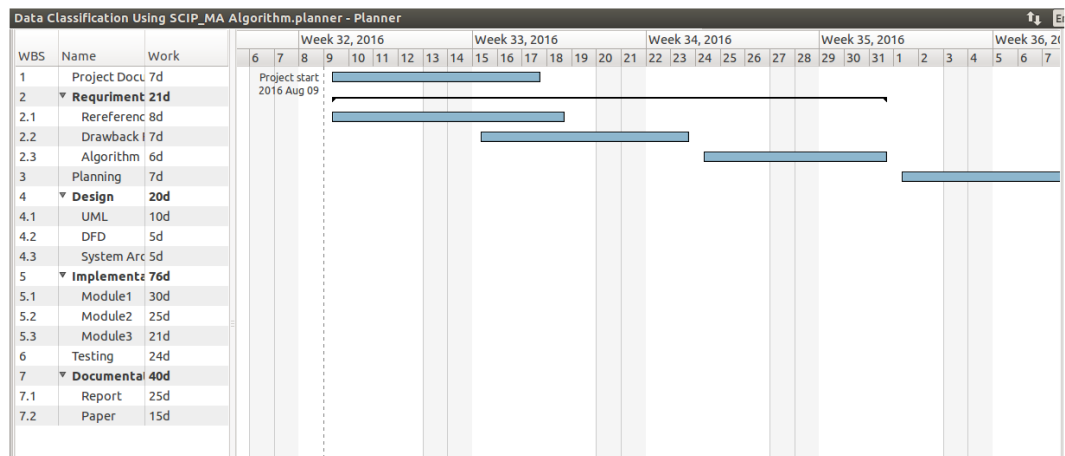 Data Classification Using SCIP_MA Algorithm.planner - Planner
WBS Name Work
Week 32, 2016 Week 33, 2016 Week 34, 2016 Week 35, 2016 Week 36, 20
6 7 8 9 10 11 12 13 14 15 16 17 18 19 20 21 22 23 24 25 26 27 28 29 30 31 1 2 3 4 5 6 7
1 Project Docu 7d
Project start
2016 Aug 09
2 Requriment 21d
2.1 Rereferenc 8d
2.2 Drawback 7d
2.3 Algorithm 6d
3 Planning 7d
4 Design 20d
4.1 UML 10d
4.2 DFD 5d
4.3 System Arc 5d
5 Implementa 76d
5.1 Module1 30d
5.2 Module2 25d
5.3 Module3 21d
6 Testing 24d
7 Documentat 40d
7.1 Report 25d
7.2 Paper 15d